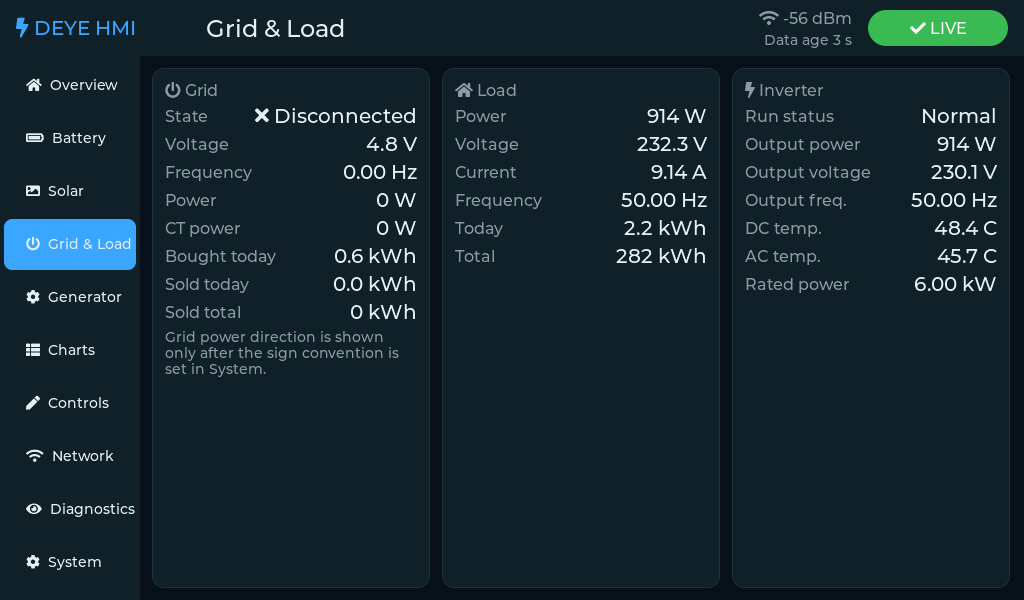 DEYE HMI
Grid & Load
-56 dBm
Data age 3 s
LIVE
Overview
Battery
Solar
Grid & Load
Generator
Charts
Controls
Network
Diagnostics
System
Grid
State Disconnected
Voltage 4.8 V
Frequency 0.00 Hz
Power 0 W
CT power 0 W
Bought today 0.6 kWh
Sold today 0.0 kWh
Sold total 0 kWh
Grid power direction is shown
only after the sign convention is
set in System.
Load
Power 914 W
Voltage 232.3 V
Current 9.14 A
Frequency 50.00 Hz
Today 2.2 kWh
Total 282 kWh
Inverter
Run status Normal
Output power 914 W
Output voltage 230.1 V
Output freq. 50.00 Hz
DC temp. 48.4 C
AC temp. 45.7 C
Rated power 6.00 kW